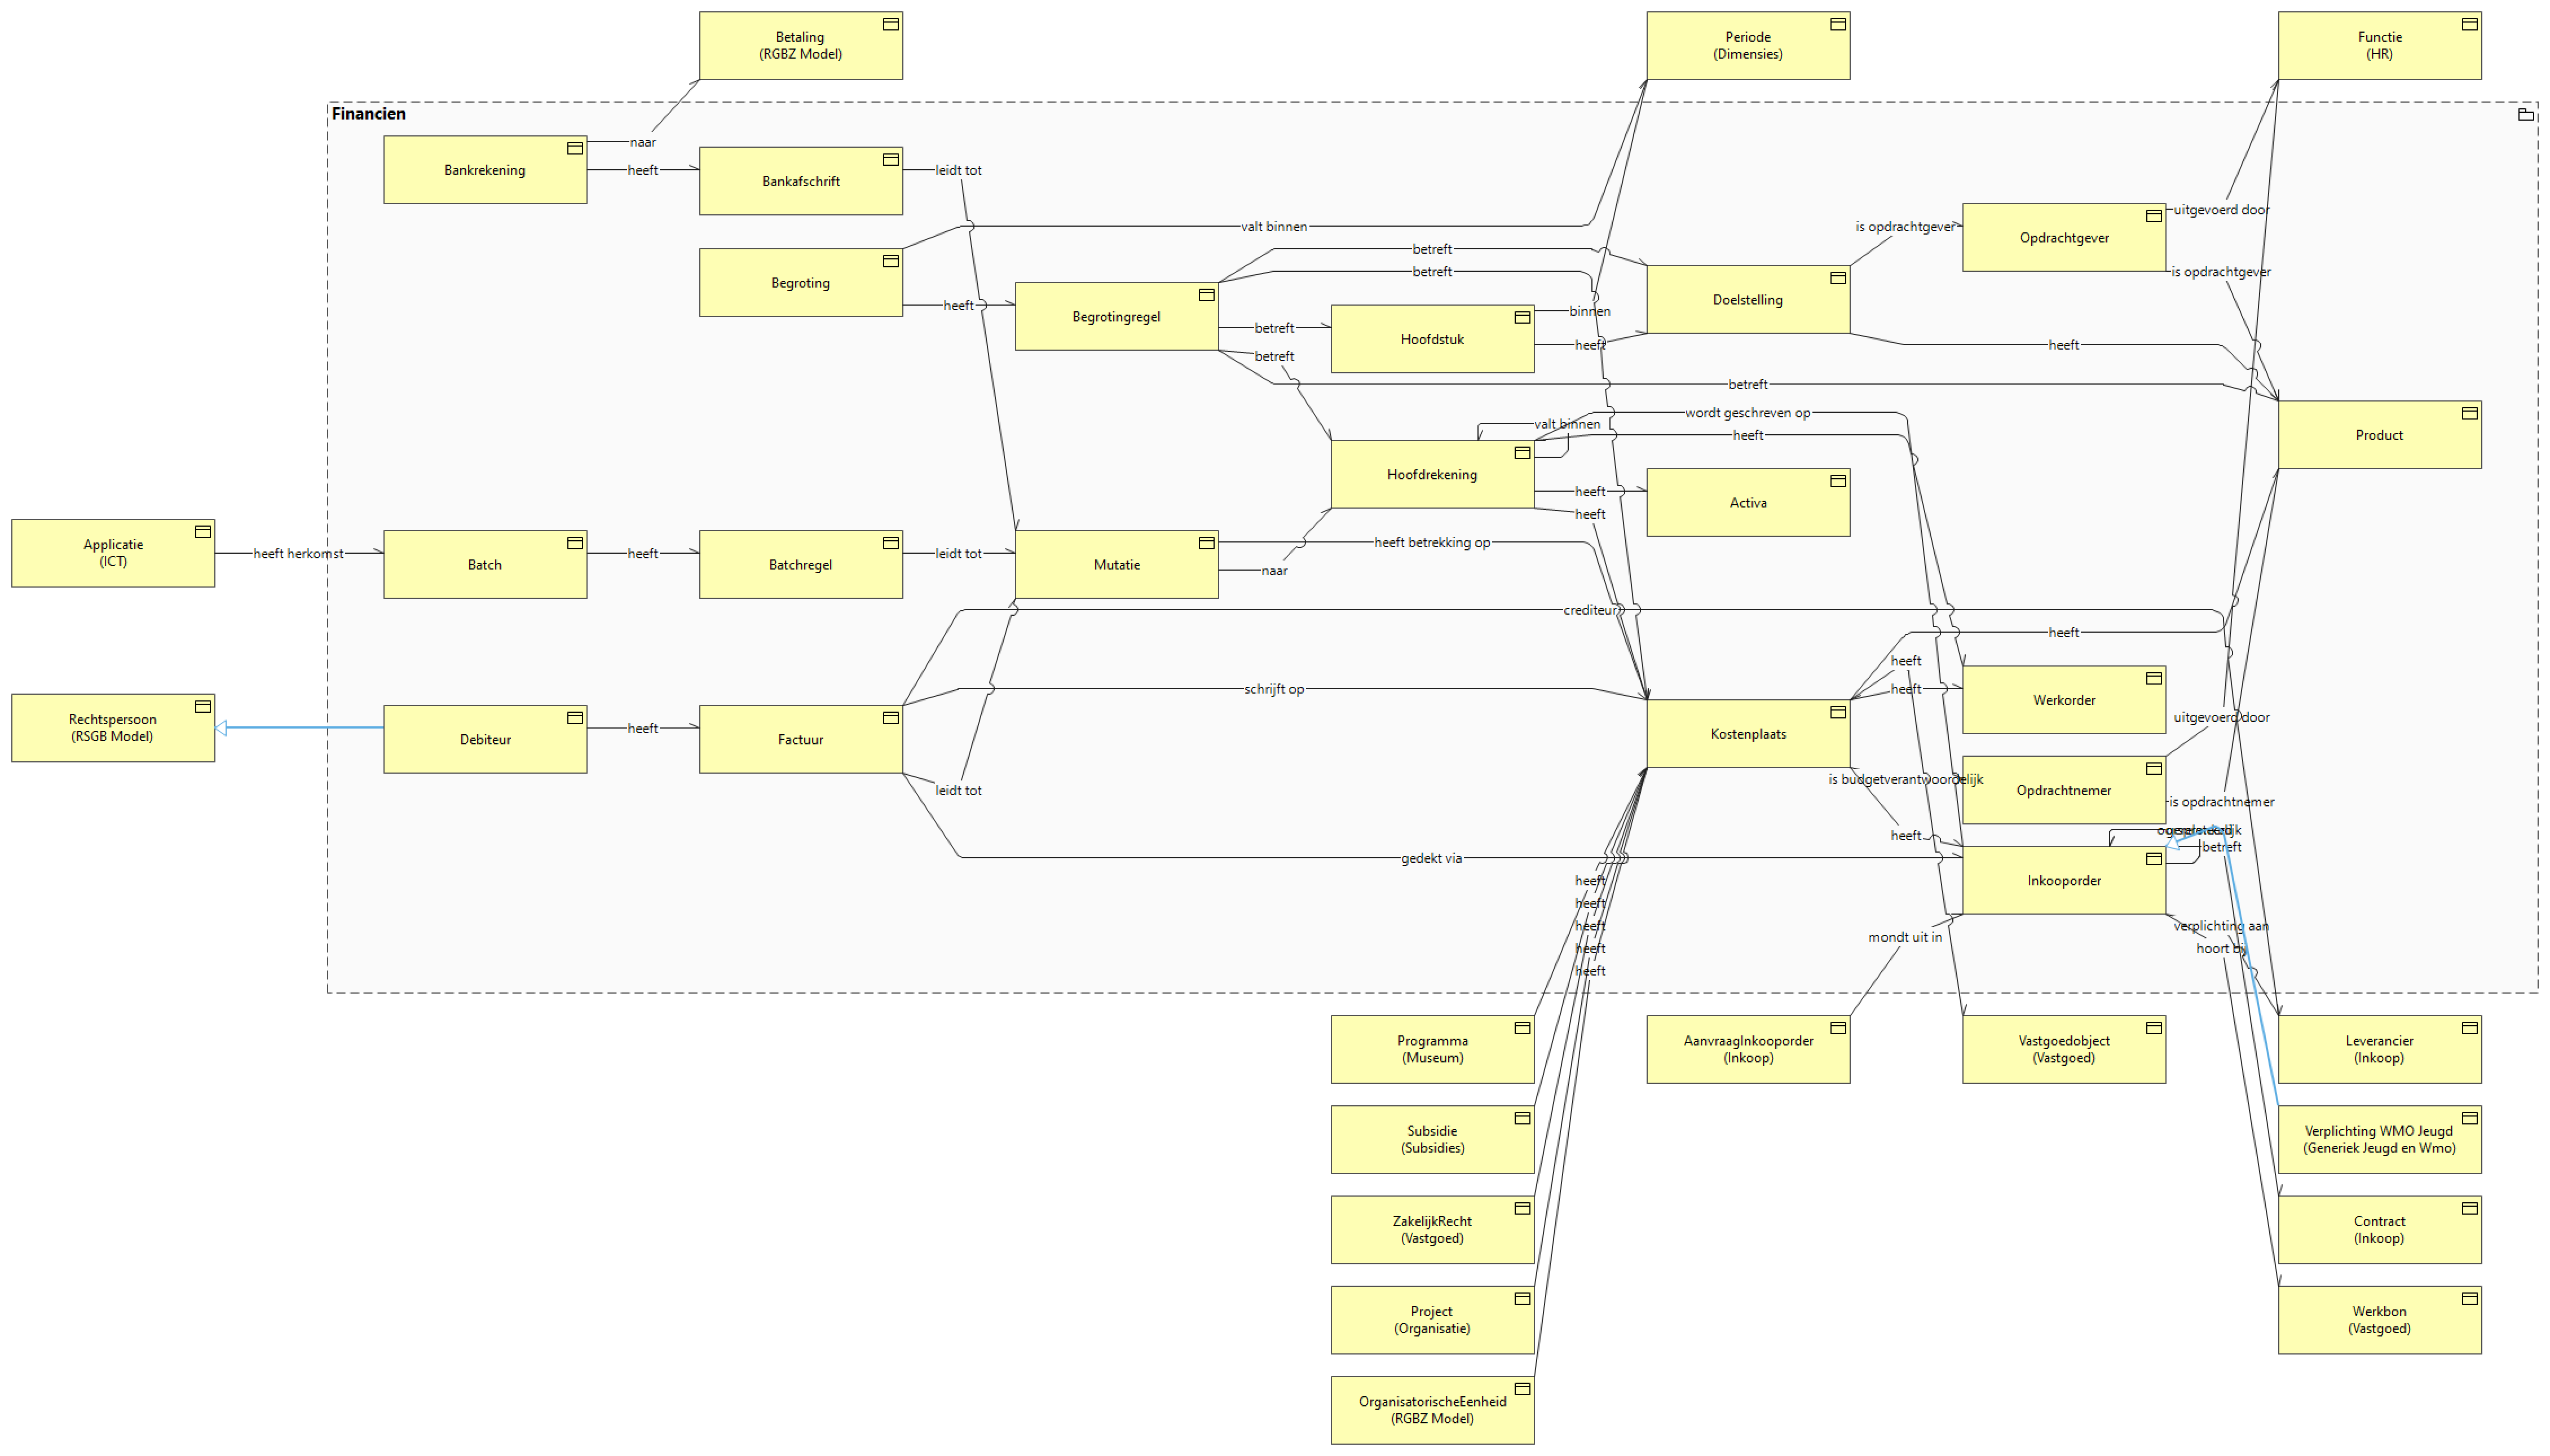 Betaling
(RGBZ Model)
Periode
(Dimensies)
Functie
(HR)
Financien
naar
Bankrekening
heeft
Bankafschrift
leidt tot
valt binnen
Begroting
heeft
Begrotingregel
betreft
betreft
betreft
betreft
betreft
Hoofdstuk
binnen
heeft
Doelstelling
is opdrachtgever
Opdrachtgever
uitgevoerd door
is opdrachtgever
heeft
Product
wordt geschreven op
valt binnen
heeft
Hoofdrekening
heeft
heeft
Activa
Applicatie
(ICT)
heeft herkomst
Batch
heeft
Batchregel
leidt tot
Mutatie
heeft betrekking op
naar
crediteur
heeft
heeft
heeft
Werkorder
Rechtspersoon
(RSGB Model)
Debiteur
heeft
Factuur
schrijft op
leidt tot
gedekt via
Kostenplaats
is budgetverantwoordelijk
heeft
uitgevoerd door
Opdrachtnemer
is opdrachtnemer
betreft
Inkooporder
verplichting aan
hoort bij
mondt uit in
heeft
heeft
heeft
heeft
heeft
Programma
(Museum)
AanvraagInkooporder
(Inkoop)
Vastgoedobject
(Vastgoed)
Leverancier
(Inkoop)
Subsidie
(Subsidies)
Verplichting WMO Jeugd
(Generiek Jeugd en Wmo)
ZakelijkRecht
(Vastgoed)
Contract
(Inkoop)
Project
(Organisatie)
Werkbon
(Vastgoed)
OrganisatorischeEenheid
(RGBZ Model)